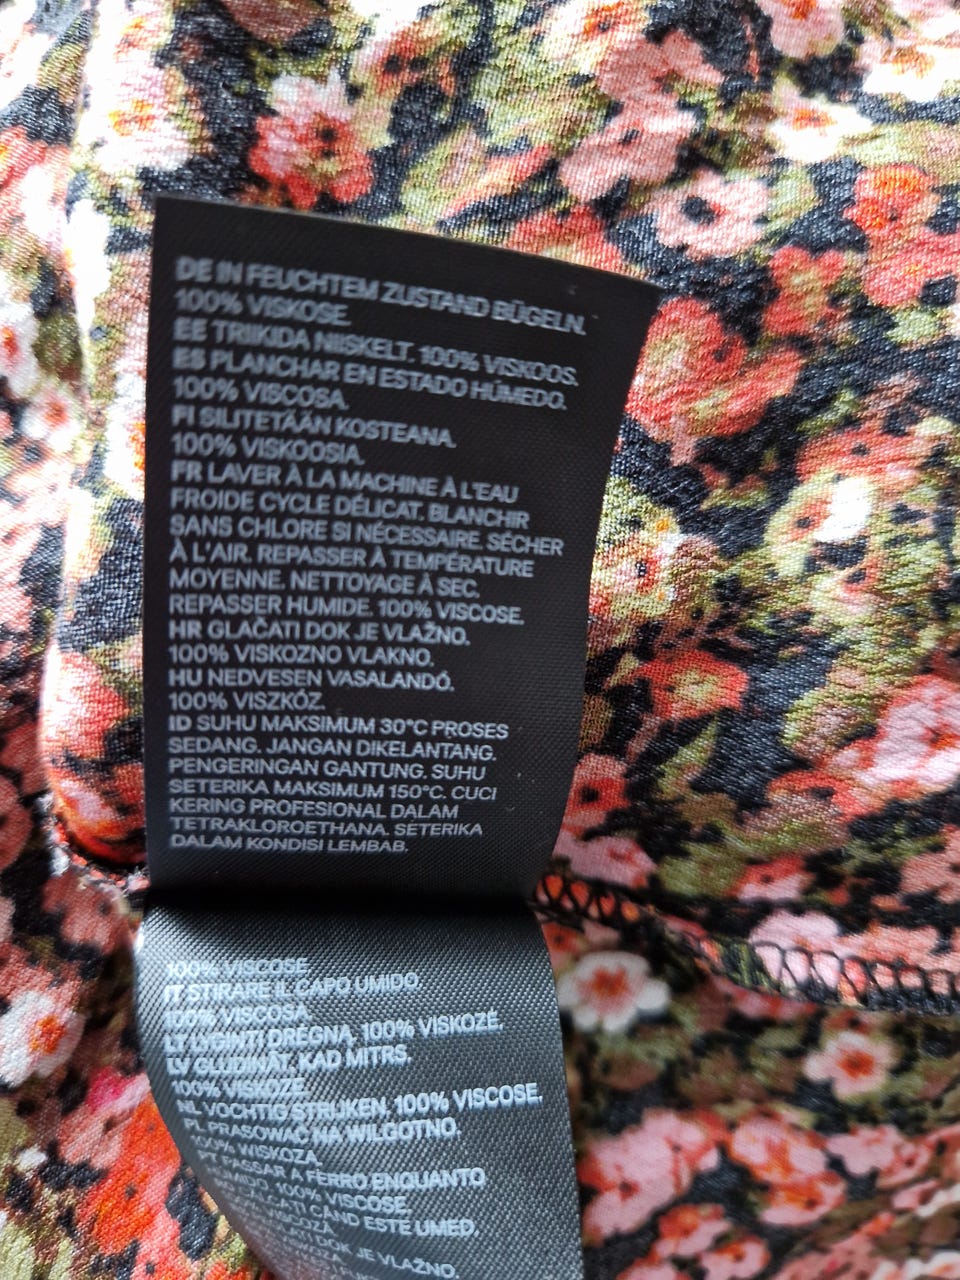 DE IN FEUCHTEM ZUSTAND BÜGELN.
100% VISKOSE.
EE TRIIKIDA NIISKELT. 100% VISKOOS.
ES PLANCHAR EN ESTADO HÚMEDO.
100% VISCOSA.
FI SILITETÄÄN KOSTEANA.
100% VISKOOSIA.
FR LAVER À LA MACHINE À L'EAU
FROIDE CYCLE DÉLICAT. BLANCHIR
SANS CHLORE SI NÉCESSAIRE. SÉCHER
À L'AIR. REPASSER À TEMPÉRATURE
MOYENNE. NETTOYAGE À SEC.
REPASSER HUMIDE. 100% VISCOSE.
HR GLAČATI DOK JE VLAŽNO.
100% VISKOZNO VLAKNO.
HU NEDVESEN VASALANDÓ.
100% VISZKÓZ.
ID SUHU MAKSIMUM 30°C PROSES
SEDANG. JANGAN DIKELANTANG.
PENGERINGAN GANTUNG. SUHU
SETERIKA MAKSIMUM 150°C. CUCI
KERING PROFESIONAL DALAM
TETRAKLOROETHANA. SETERIKA
DALAM KONDISI LEMBAB.
100% VISCOSE
IT STIRARE IL CAPO UMIDO.
100% VISCOSA.
LT LYGINTI DRĖGNĄ, 100% VISKOZĖ.
LV GLUDINĀT, KAD MITRS.
100% VISKOZE.
NL VOCHTIG STRIJKEN. 100% VISCOSE.
PL PRASOWAĆ NA WILGOTNO.
100% WISKOZA.
PT PASSAR A FERRO ENQUANTO
100% VISCOSE.
CĂLCAȚI CÂND ESTE UMED.
VISCOZĂ
DOK JE VLAŽNO.